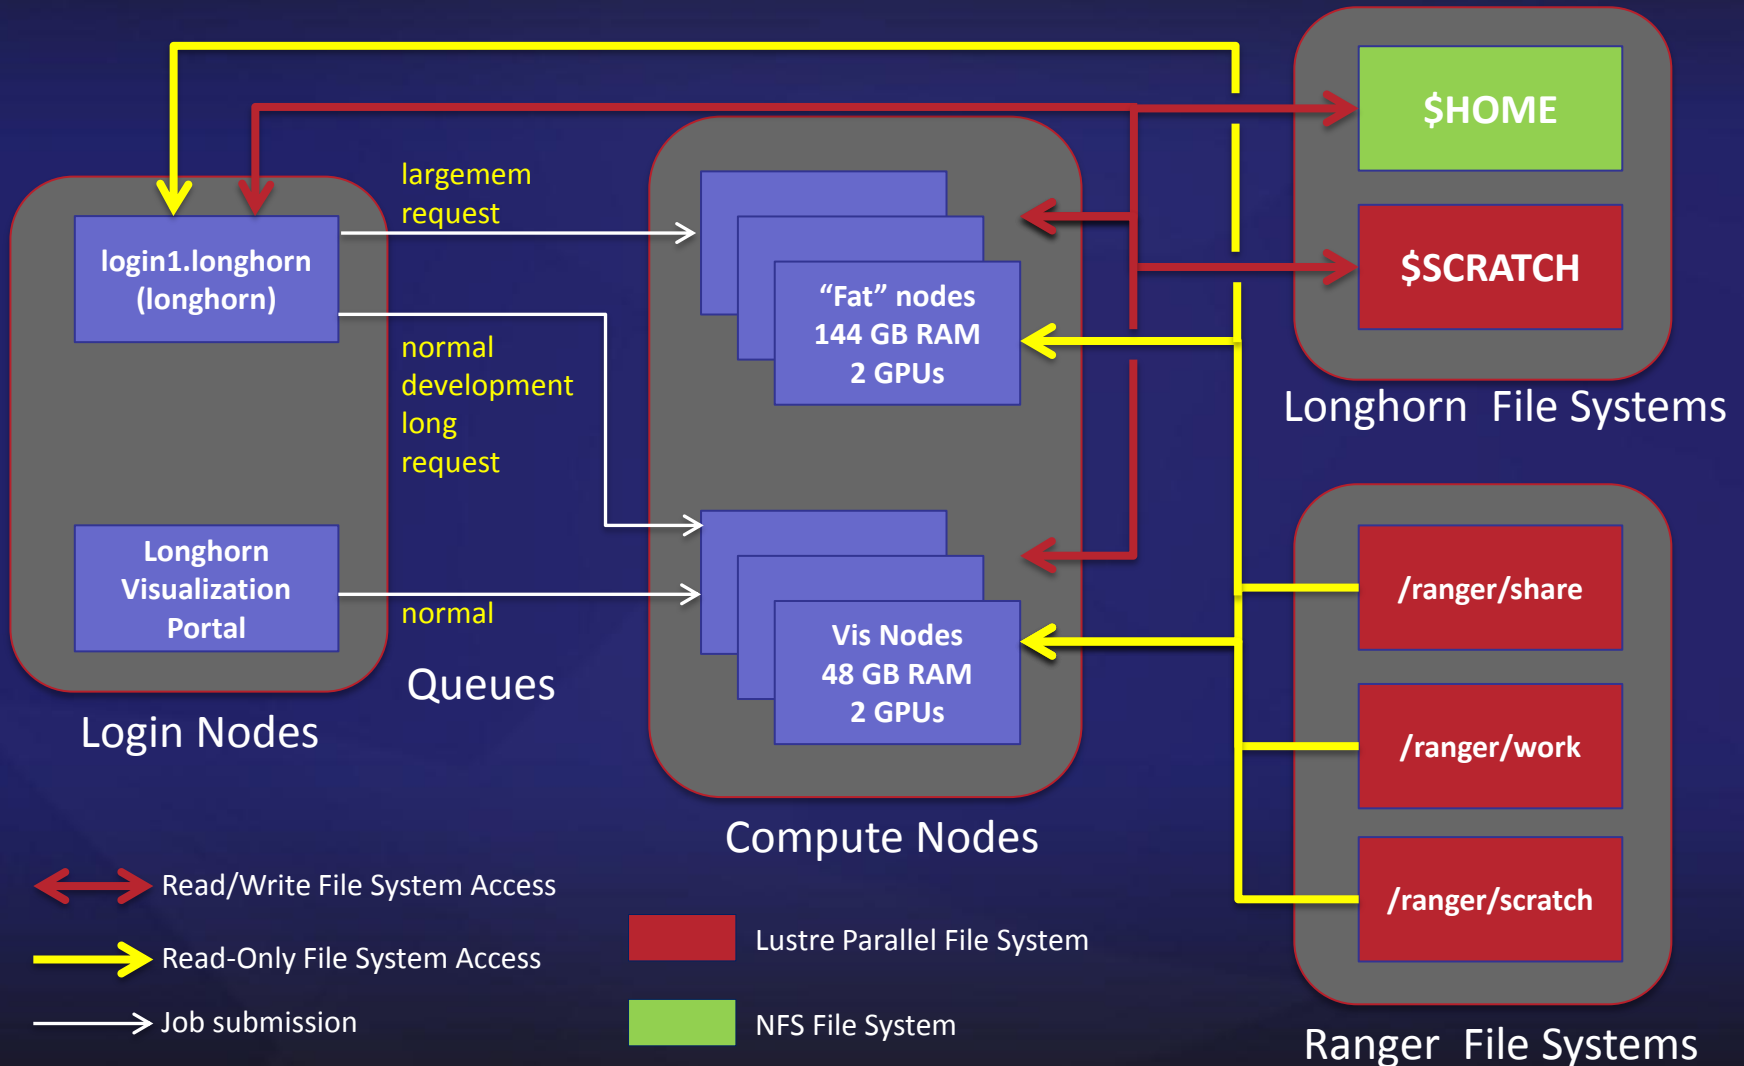 login1.longhorn
(longhorn)
Longhorn
Visualization
Portal
Login Nodes
largemem
request
normal
development
long
request
normal
Queues
“Fat” nodes
144 GB RAM
2 GPUs
Vis Nodes
48 GB RAM
2 GPUs
Compute Nodes
$HOME
$SCRATCH
Longhorn File Systems
/ranger/share
/ranger/work
/ranger/scratch
Ranger File Systems
Read/Write File System Access
Read-Only File System Access
Job submission
Lustre Parallel File System
NFS File System